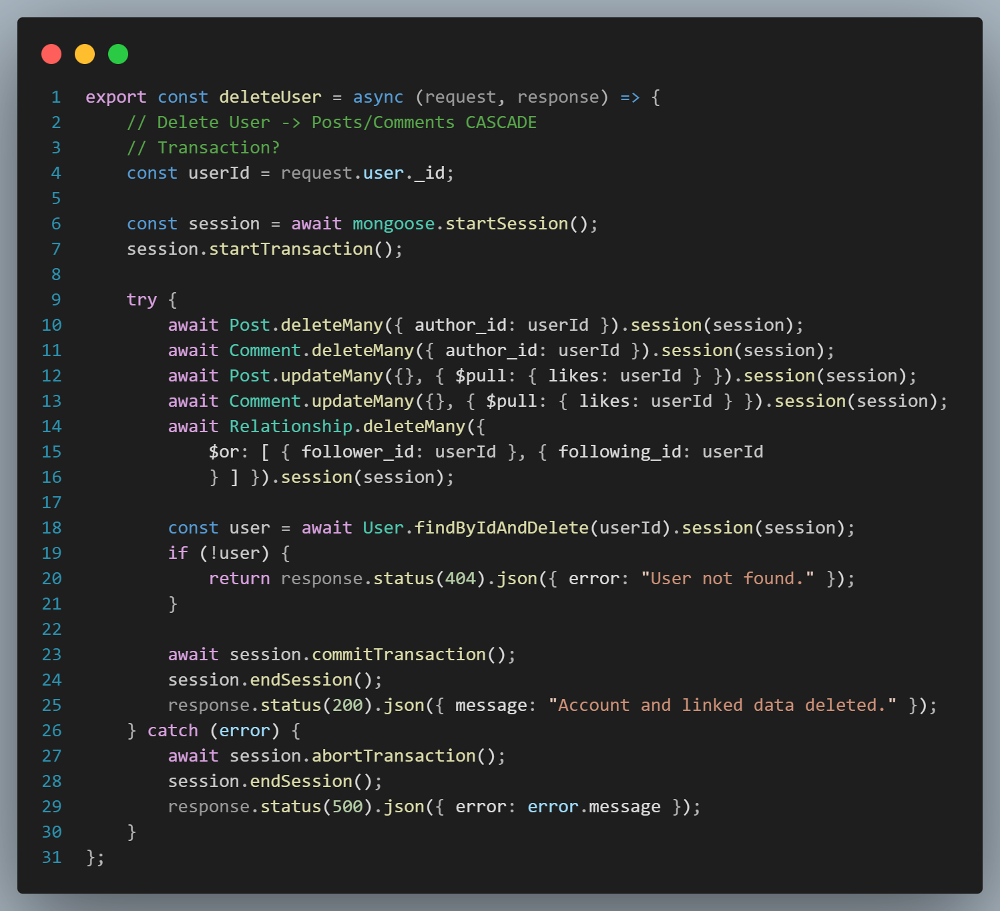 1 export const deleteUser = async (request, response) => {
2     // Delete User -> Posts/Comments CASCADE
3     // Transaction?
4     const userId = request.user._id;
5
6     const session = await mongoose.startSession();
7     session.startTransaction();
8
9     try {
10         await Post.deleteMany({ author_id: userId }).session(session);
11         await Comment.deleteMany({ author_id: userId }).session(session);
12         await Post.updateMany({}, { $pull: { likes: userId } }).session(session);
13         await Comment.updateMany({}, { $pull: { likes: userId } }).session(session);
14         await Relationship.deleteMany({
15             $or: [ { follower_id: userId }, { following_id: userId
16             } ] }).session(session);
17
18         const user = await User.findByIdAndDelete(userId).session(session);
19         if (!user) {
20             return response.status(404).json({ error: "User not found." });
21         }
22
23         await session.commitTransaction();
24         session.endSession();
25         response.status(200).json({ message: "Account and linked data deleted." });
26     } catch (error) {
27         await session.abortTransaction();
28         session.endSession();
29         response.status(500).json({ error: error.message });
30     }
31 };